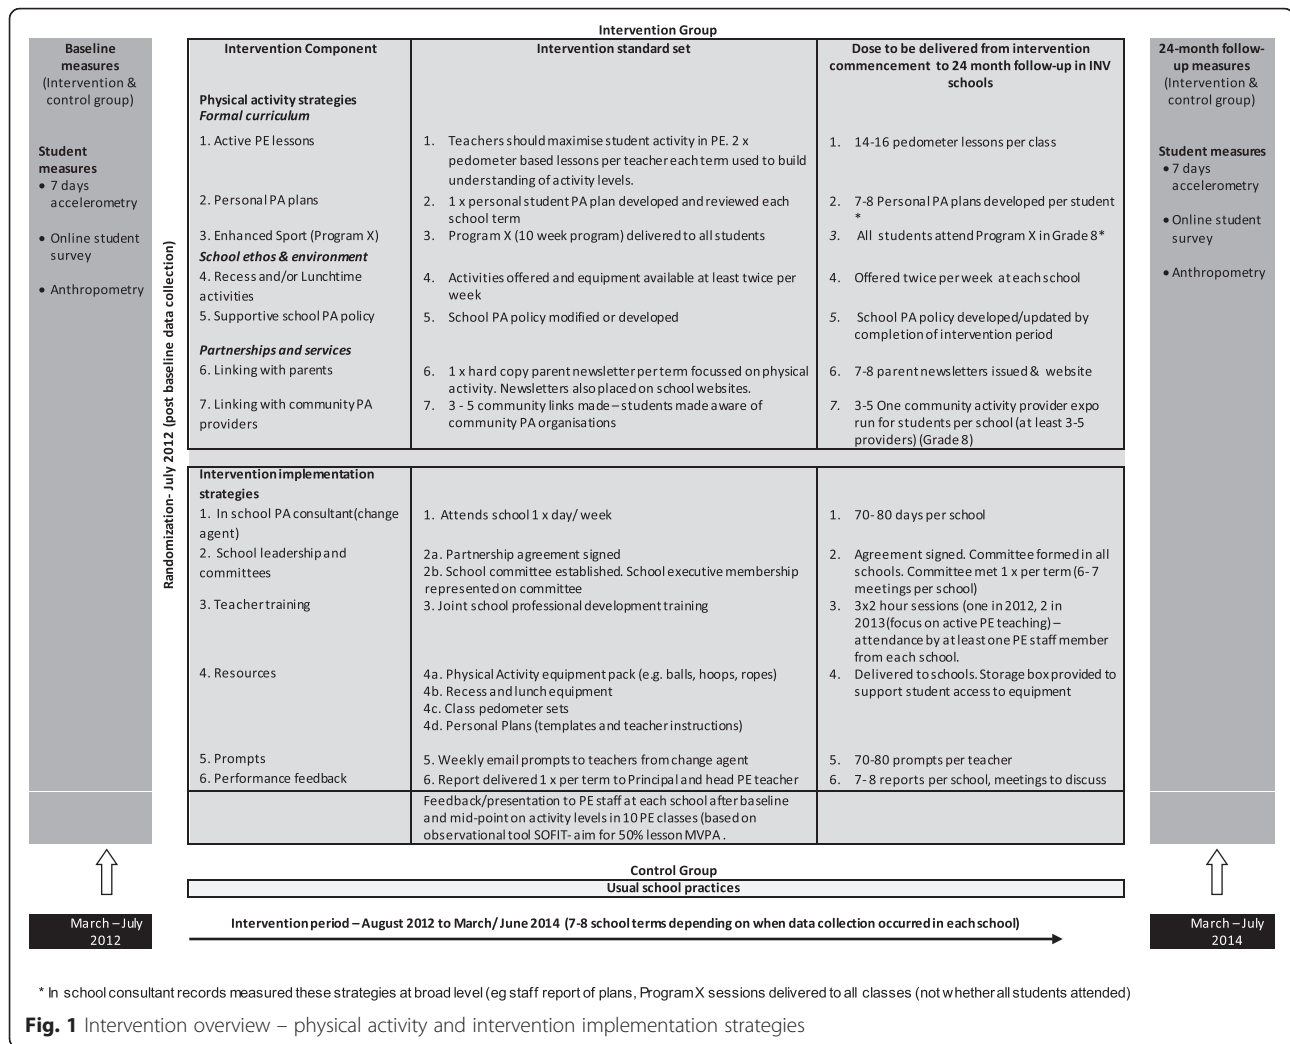 Intervention Group
Baseline
measures
(Intervention &
control group)
Student
measures
• 7 days
accelerometry
• Online student
survey
• Anthropometry
Randomization- July 2012 (post baseline data collection)
Intervention Component
Intervention standard set
Dose to be delivered from intervention
commencement to 24 month follow-up in INV
schools
Physical activity strategies
Formal curriculum
1. Active PE lessons
1. Teachers should maximise student activity in PE. 2 x
pedometer based lessons per teacher each term used to build
understanding of activity levels.
1. 14-16 pedometer lessons per class
2. Personal PA plans
2. 1 x personal student PA plan developed and reviewed each
school term
2. 7-8 Personal PA plans developed per student
*
3. Enhanced Sport (Program X)
3. Program X (10 week program) delivered to all students
3. All students attend Program X in Grade 8*
School ethos & environment
4. Recess and/or Lunchtime
activities
4. Activities offered and equipment available at least twice per
week
4. Offered twice per week at each school
5. Supportive school PA policy
5. School PA policy modified or developed
5. School PA policy developed/updated by
completion of intervention period
Partnerships and services
6. Linking with parents
6. 1 x hard copy parent newsletter per term focussed on physical
activity. Newsletters also placed on school websites.
6. 7-8 parent newsletters issued & website
7. Linking with community PA
providers
7. 3 - 5 community links made – students made aware of
community PA organisations
7. 3-5 One community activity provider expo
run for students per school (at least 3-5
providers) (Grade 8)
Intervention implementation
strategies
1. In school PA consultant(change
agent)
1. Attends school 1 x day/ week
1. 70- 80 days per school
2. School leadership and
committees
2a. Partnership agreement signed
2b. School committee established. School executive membership
represented on committee
2. Agreement signed. Committee formed in all
schools. Committee met 1 x per term (6- 7
meetings per school)
3. Teacher training
3. Joint school professional development training
3. 3x2 hour sessions (one in 2012, 2 in
2013(focus on active PE teaching) –
attendance by at least one PE staff member
from each school.
4. Resources
4a. Physical Activity equipment pack (e.g. balls, hoops, ropes)
4b. Recess and lunch equipment
4c. Class pedometer sets
4d. Personal Plans (templates and teacher instructions)
4. Delivered to schools. Storage box provided to
support student access to equipment
5. Prompts
5. Weekly email prompts to teachers from change agent
5. 70-80 prompts per teacher
6. Performance feedback
6. Report delivered 1 x per term to Principal and head PE teacher
6. 7- 8 reports per school, meetings to discuss
Feedback/presentation to PE staff at each school after baseline
and mid-point on activity levels in 10 PE classes (based on
observational tool SOFIT- aim for 50% lesson MVPA .
24-month follow-
up measures
(Intervention &
control group)
Student measures
• 7 days
accelerometry
• Online student
survey
• Anthropometry
Control Group
Usual school practices
March – July
2012
Intervention period – August 2012 to March/ June 2014 (7-8 school terms depending on when data collection occurred in each school)
March – July
2014
* In school consultant records measured these strategies at broad level (eg staff report of plans, Program X sessions delivered to all classes (not whether all students attended)
Fig. 1 Intervention overview – physical activity and intervention implementation strategies